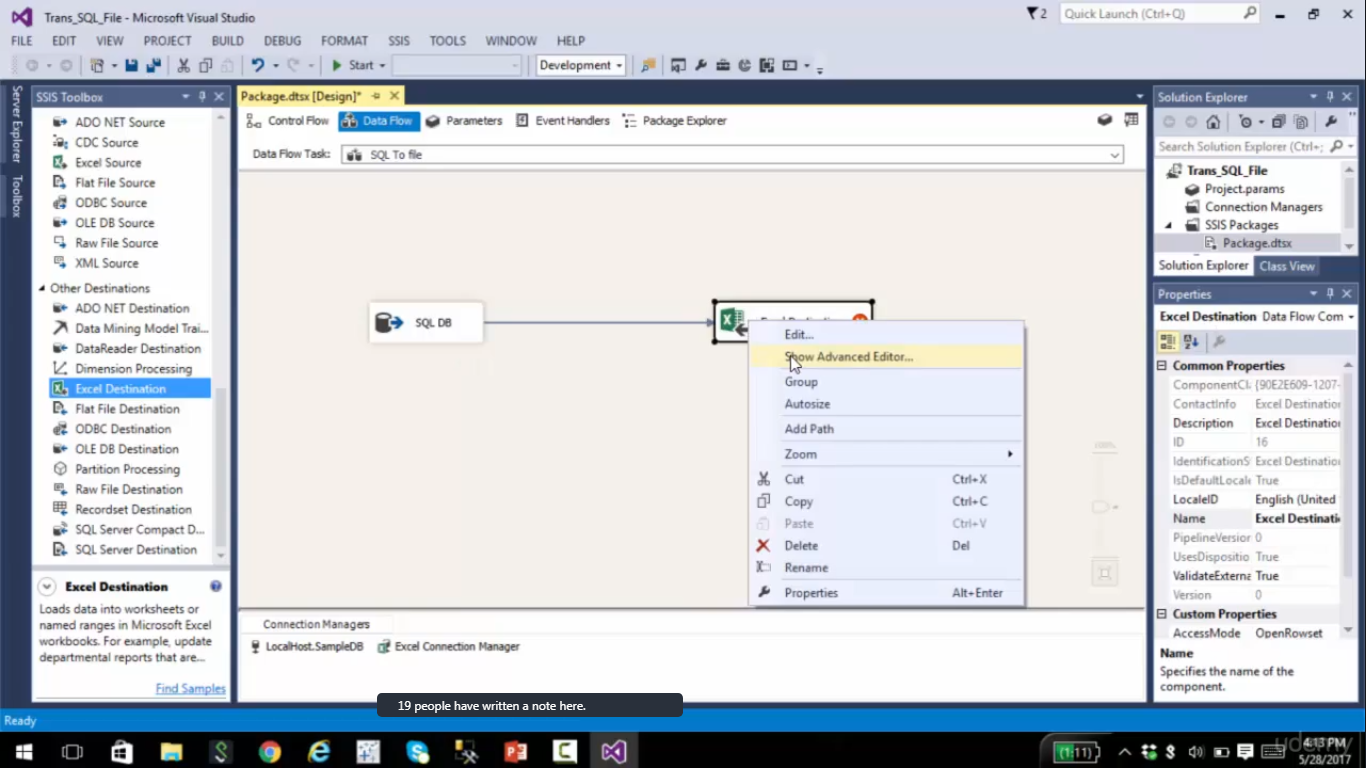 Trans_SQL_File - Microsoft Visual Studio
2
Quick Launch (Ctrl+Q)
FILE EDIT VIEW PROJECT BUILD DEBUG FORMAT SSIS TOOLS WINDOW HELP
Start
Development
Server Explorer
Toolbox
SSIS Toolbox
ADO NET Source
CDC Source
Excel Source
Flat File Source
ODBC Source
OLE DB Source
Raw File Source
XML Source
Other Destinations
ADO NET Destination
Data Mining Model Trai...
DataReader Destination
Dimension Processing
Excel Destination
Flat File Destination
ODBC Destination
OLE DB Destination
Partition Processing
Raw File Destination
Recordset Destination
SQL Server Compact D...
SQL Server Destination
Excel Destination
Loads data into worksheets or
named ranges in Microsoft Excel
workbooks. For example, update
departmental reports that are...
Find Samples
Package.dtsx [Design]*
Control Flow Data Flow Parameters Event Handlers Package Explorer
Data Flow Task: SQL To file
SQL DB
Edit...
Show Advanced Editor...
Group
Autosize
Add Path
Zoom
Cut Ctrl+X
Copy Ctrl+C
Paste Ctrl+V
Delete Del
Rename
Properties Alt+Enter
Connection Managers
LocalHost.SampleDB Excel Connection Manager
19 people have written a note here.
Solution Explorer
Search Solution Explorer (Ctrl+;
Trans_SQL_File
Project.params
Connection Managers
SSIS Packages
Package.dtsx
Solution Explorer Class View
Properties
Excel Destination Data Flow Com
Common Properties
ComponentCl {90E2E609-1207-
ContactInfo Excel Destination
Description Excel Destination
ID 16
IdentificationS Excel Destination
IsDefaultLocale True
LocaleID English (United
Name Excel Destinati
PipelineVersion 0
UsesDispositio True
ValidateExterna True
Version 0
Custom Properties
AccessMode OpenRowset
Name
Specifies the name of the
component.
Ready
(1:11)
udemy
4:13 PM
5/28/2017